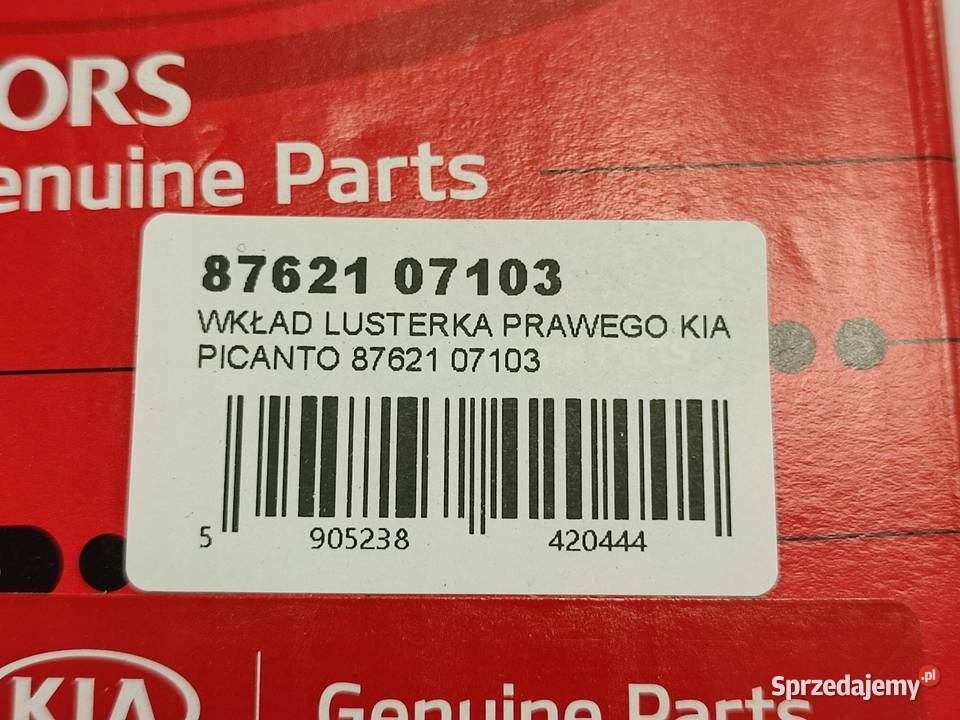 ORS
enuine Parts
87621 07103
WKŁAD LUSTERKA PRAWEGO KIA
PICANTO 87621 07103
5 905238 420444
KIA
Genuine Parts
Sprzedajemy.pl